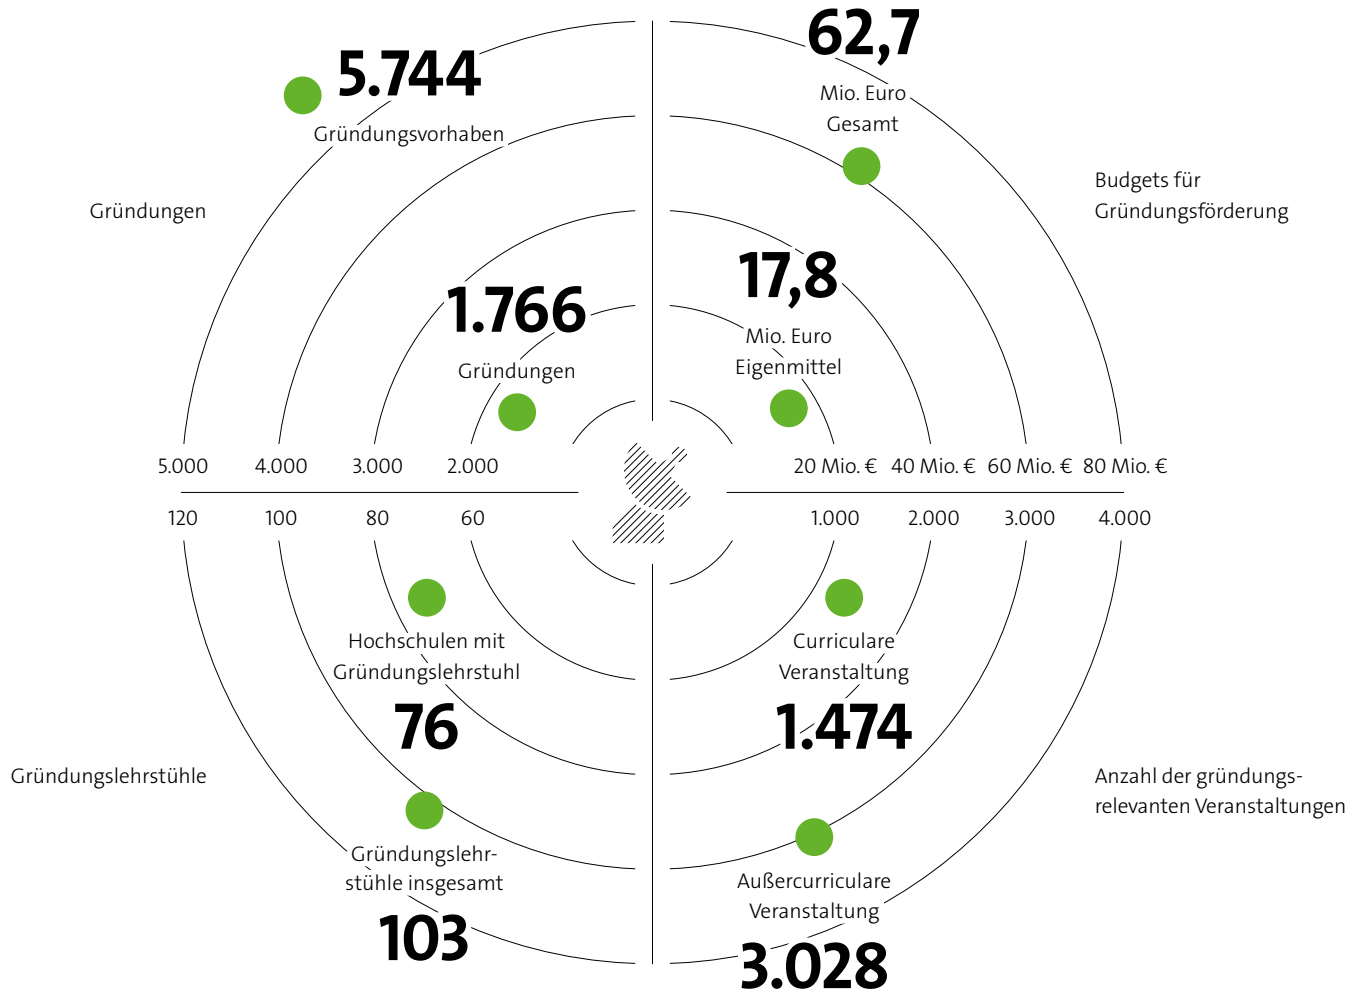 62,7
Mio. Euro
Gesamt
5.744
Gründungsvorhaben
Gründungen
Budgets für
Gründungsförderung
17,8
Mio. Euro
Eigenmittel
1.766
Gründungen
5.000
4.000
3.000
2.000
20 Mio. €
40 Mio. €
60 Mio. €
80 Mio. €
120
100
80
60
1.000
2.000
3.000
4.000
Hochschulen mit
Gründungslehrstuhl
76
Curriculare
Veranstaltung
1.474
Gründungslehrstühle
Anzahl der gründungs-
relevanten Veranstaltungen
Gründungslehr-
stühle insgesamt
103
Außercurriculare
Veranstaltung
3.028